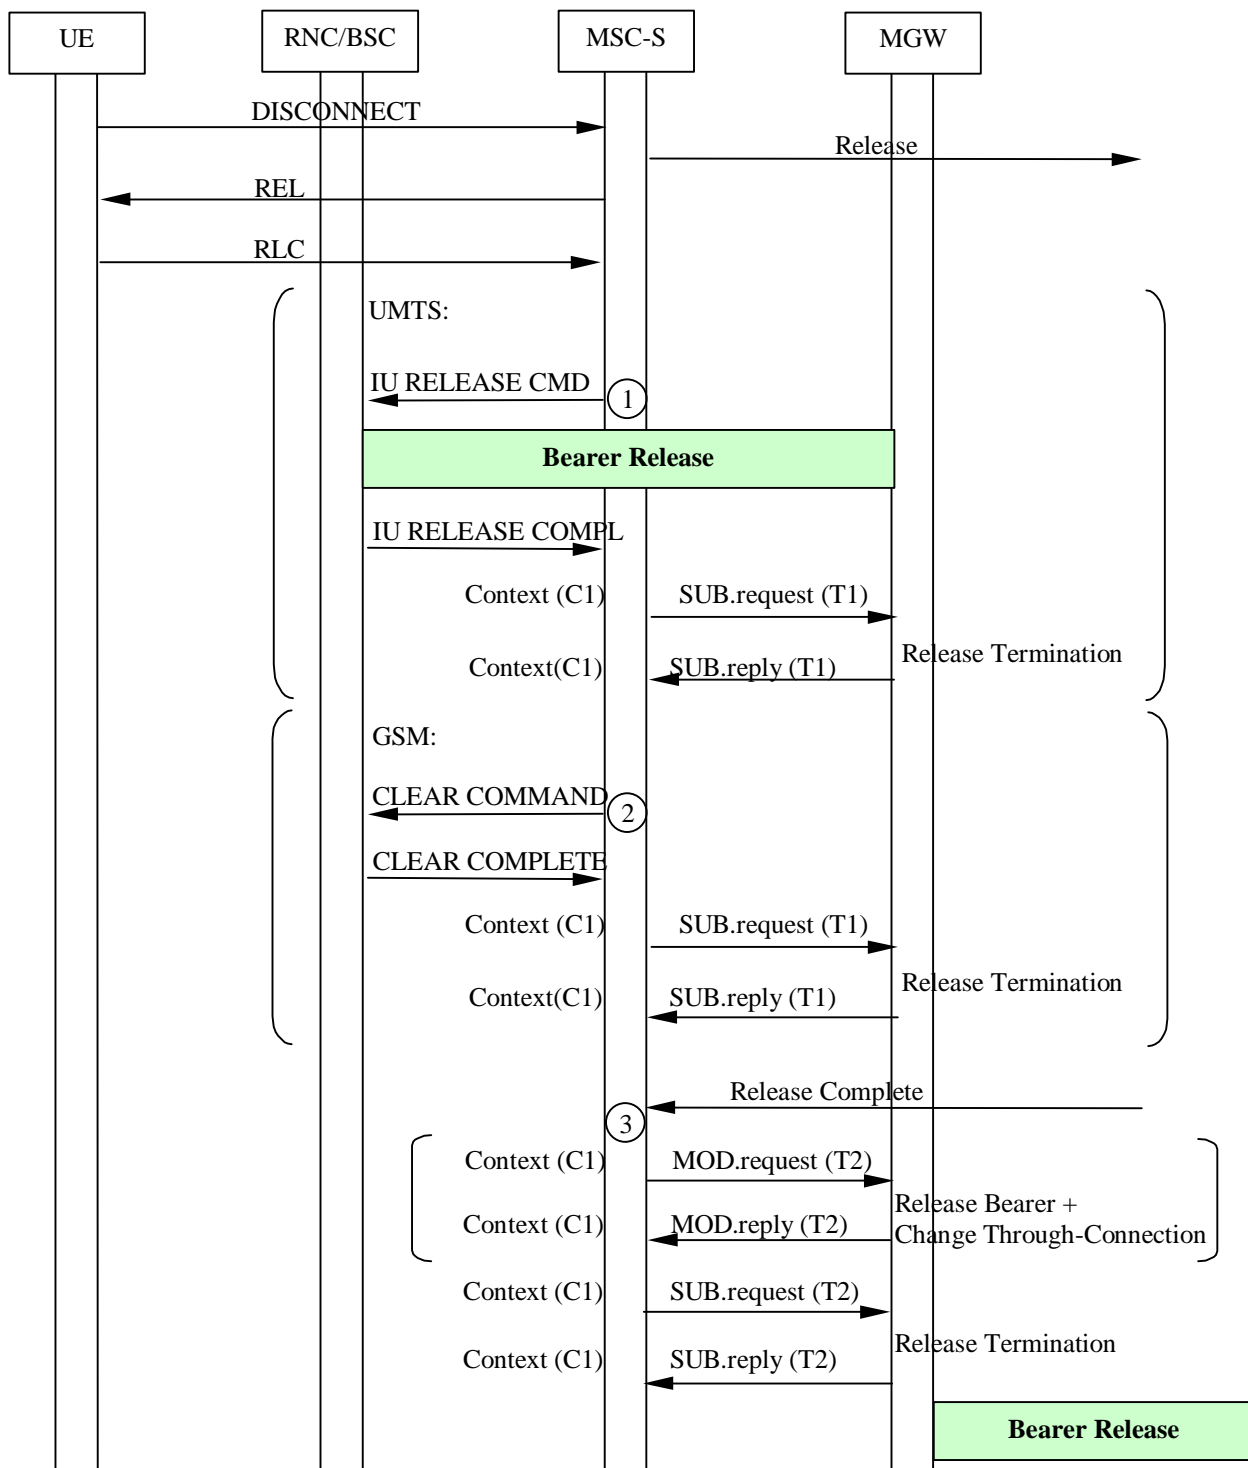 UE
RNC/BSC
MSC-S
MGW
DISCONNECT
Release
REL
RLC
UMTS:
IU RELEASE CMD
1
Bearer Release
IU RELEASE COMPL
Context (C1)
SUB.request (T1)
Release Termination
Context(C1)
SUB.reply (T1)
GSM:
CLEAR COMMAND
2
CLEAR COMPLETE
Context (C1)
SUB.request (T1)
Release Termination
Context(C1)
SUB.reply (T1)
Release Complete
3
Context (C1)
MOD.request (T2)
Release Bearer +
Change Through-Connection
Context (C1)
MOD.reply (T2)
Context (C1)
SUB.request (T2)
Release Termination
Context (C1)
SUB.reply (T2)
Bearer Release